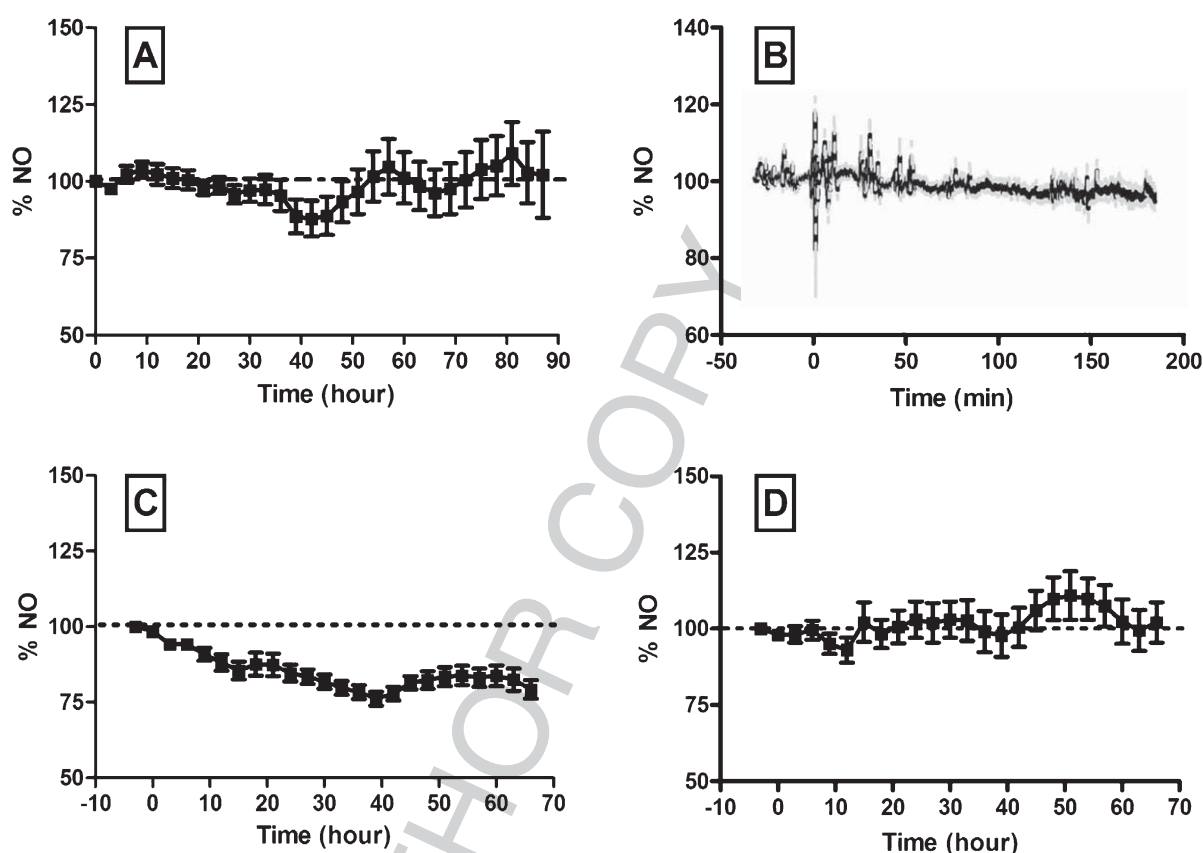 A
150
125
100
75
50
% NO
0 10 20 30 40 50 60 70 80 90
Time (hour)
B
140
120
100
80
60
% NO
-50 0 50 100 150 200
Time (min)
C
150
125
100
75
50
% NO
-10 0 10 20 30 40 50 60 70
Time (hour)
D
150
125
100
75
50
% NO
-10 0 10 20 30 40 50 60 70
Time (hour)
THOR COPY